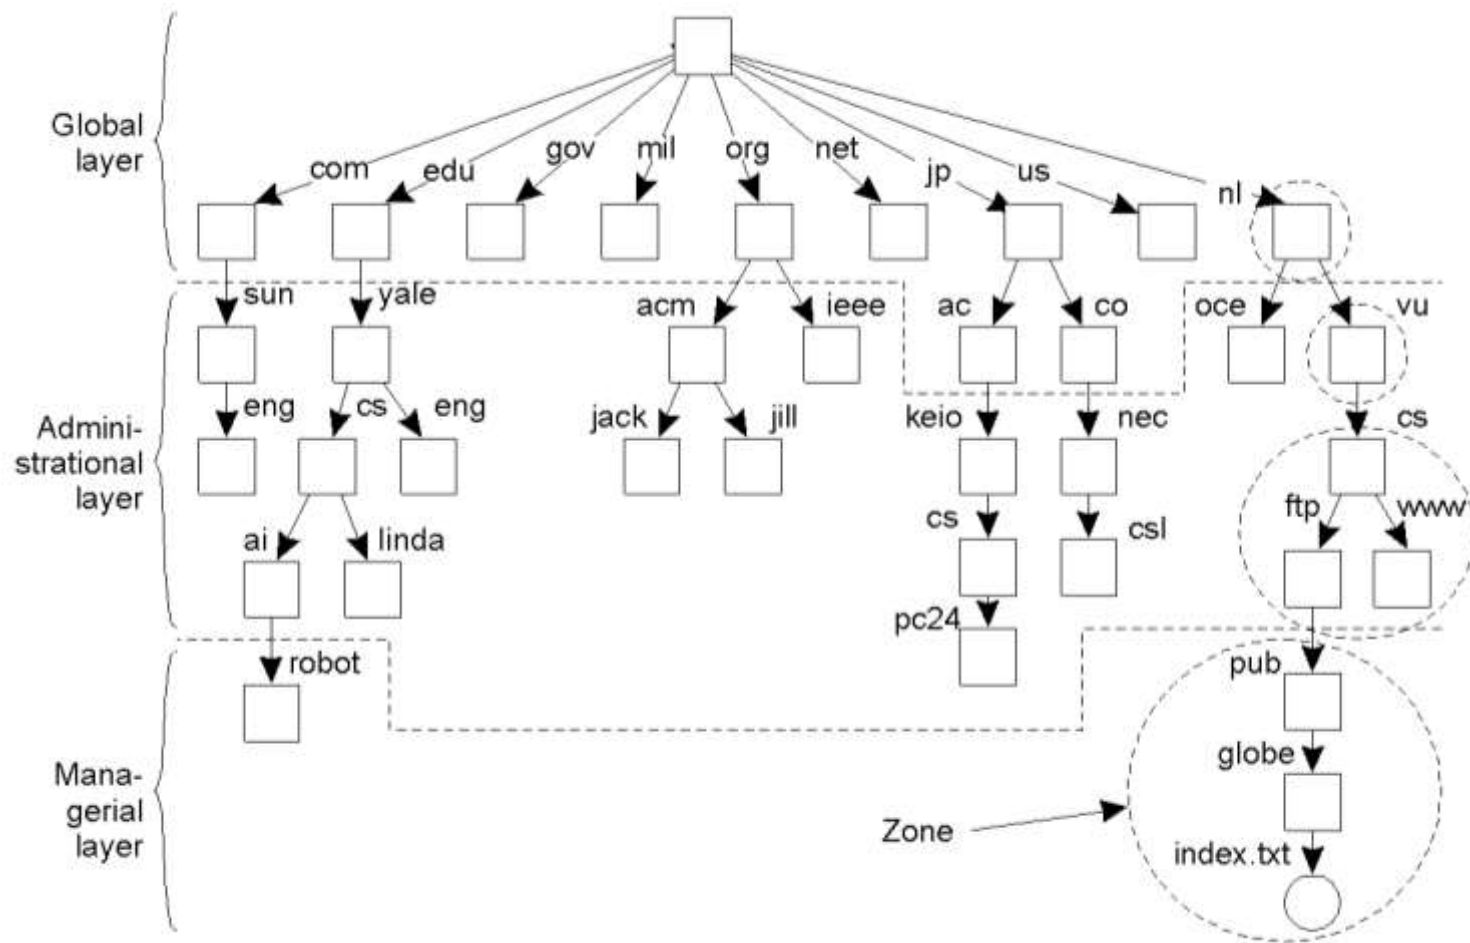 Global
layer
com
edu
gov
mil
org
net
jp
us
nl
sun
yale
acm
ieee
ac
co
oce
vu
eng
cs
eng
jack
jill
keio
nec
cs
Admini-
strational
layer
ai
linda
cs
csl
ftp
www
pc24
robot
pub
Mana-
gerial
layer
globe
Zone
index.txt